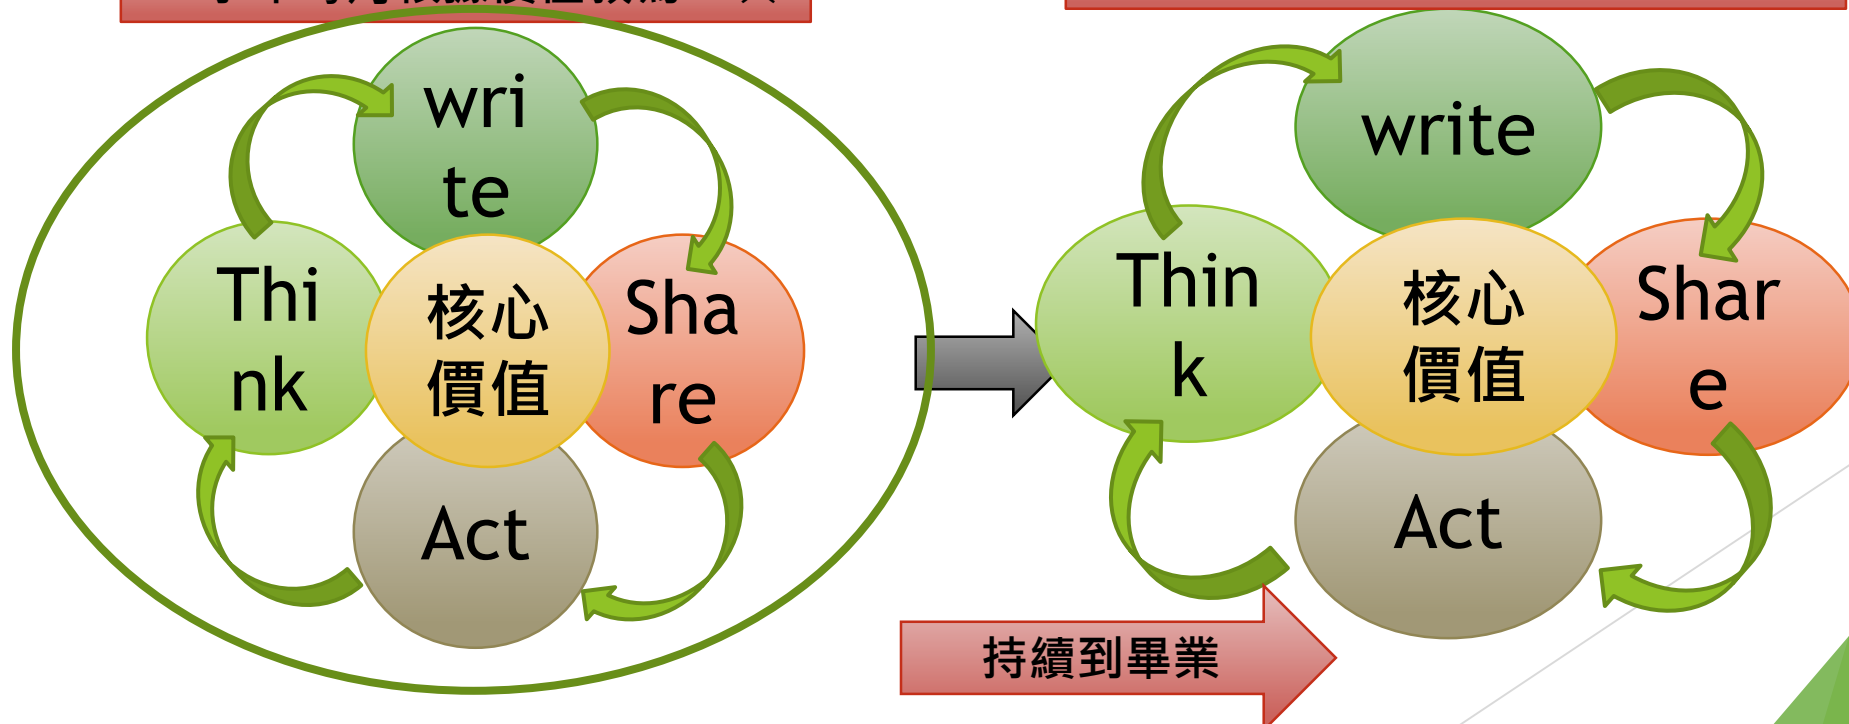 wri
te
Thi
nk
核心
價值
Sha
re
Act
write
Thin
k
核心
價值
Shar
e
Act
持續到畢業